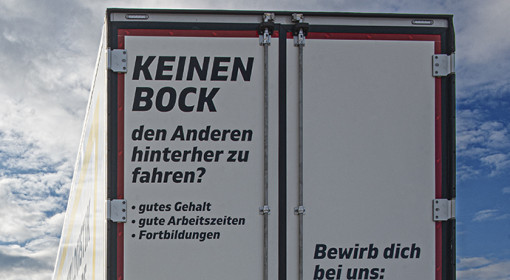 KEINEN
BOCK
den Anderen
hinterher zu
fahren?
• gutes Gehalt
• gute Arbeitszeiten
• Fortbildungen
Bewirb dich
bei uns: